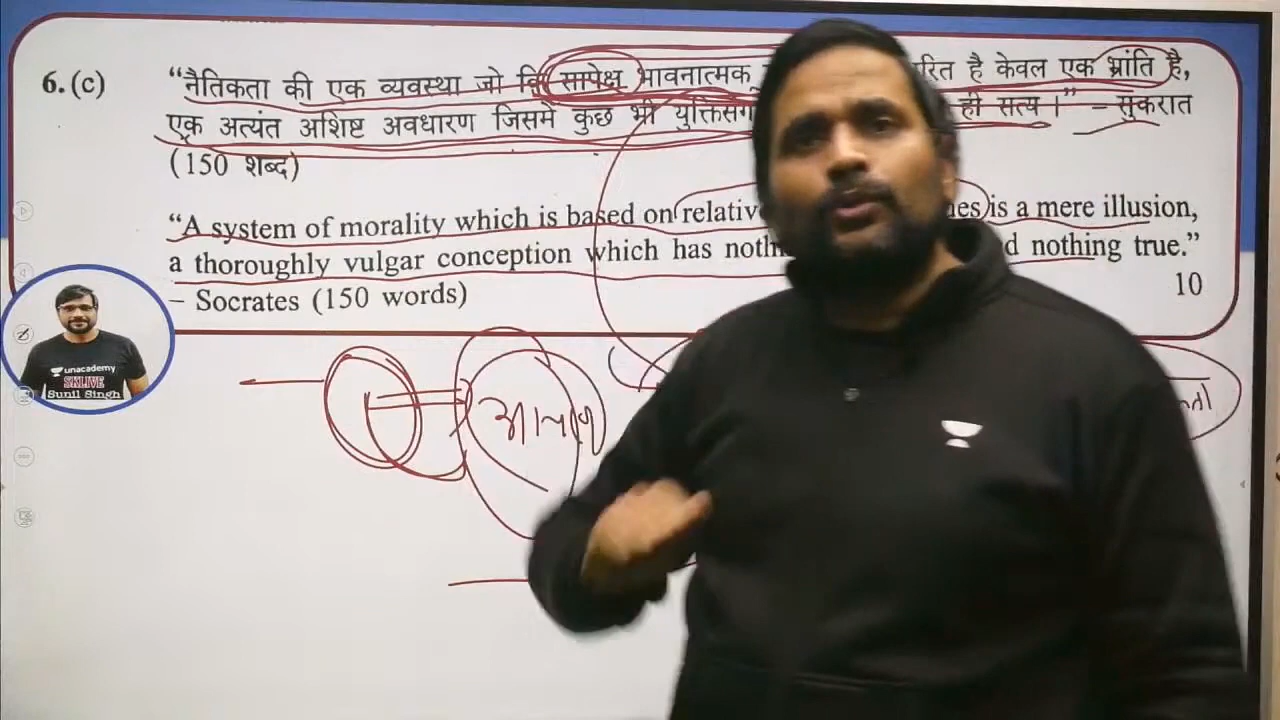 6. (c) “नैतिकता की एक व्यवस्था जो कि सापेक्ष भावनात्मक है केवल एक भ्रांति है,
एक अत्यंत अशिष्ट अवधारण जिसमें कुछ भी ही सत्य।” – सुकरात
(150 शब्द)
“A system of morality which is based on is a mere illusion,
a thoroughly vulgar conception which has nothing true.”
– Socrates (150 words) 10
unacademy
SKLIVE
Sunil Singh